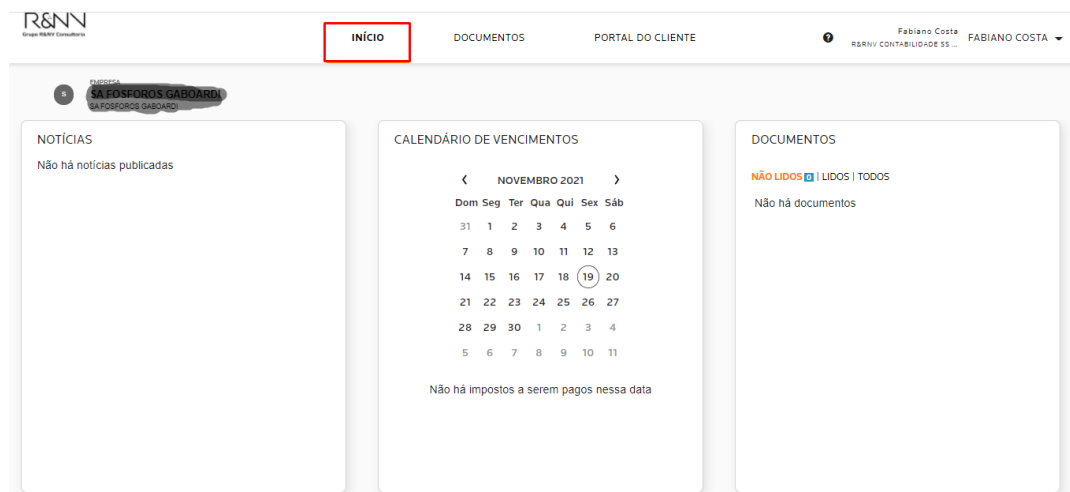 R&NV
Grupo R&NV Consultoria
INÍCIO
DOCUMENTOS
PORTAL DO CLIENTE
Fabiano Costa
R&RNV CONTABILIDADE SS ...
FABIANO COSTA
S
EMPRESA
SA FOSFOROS GABOARDI
SA FOSFOROS GABOARDI
NOTÍCIAS
Não há notícias publicadas
CALENDÁRIO DE VENCIMENTOS
NOVEMBRO 2021
Dom Seg Ter Qua Qui Sex Sáb
31 1 2 3 4 5 6
7 8 9 10 11 12 13
14 15 16 17 18 19 20
21 22 23 24 25 26 27
28 29 30 1 2 3 4
5 6 7 8 9 10 11
Não há impostos a serem pagos nessa data
DOCUMENTOS
NÃO LIDOS 0 | LIDOS | TODOS
Não há documentos